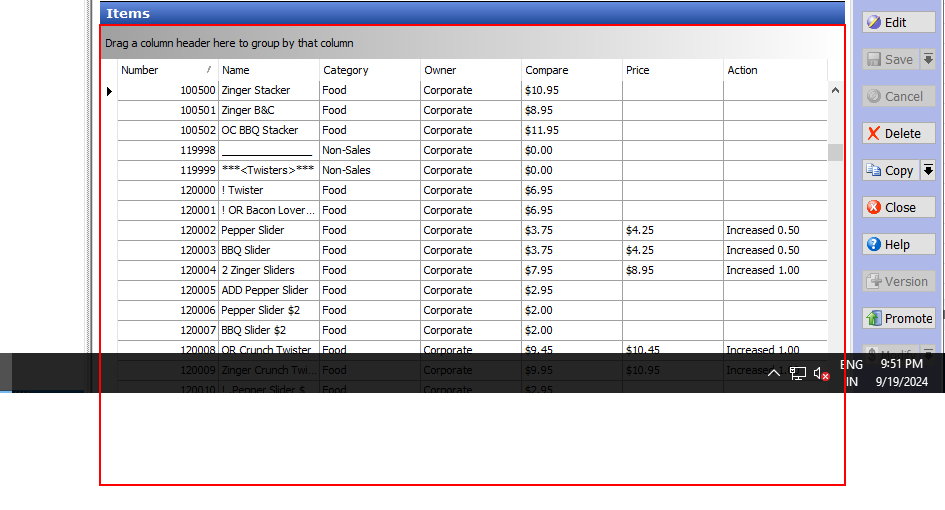 Items
Drag a column header here to group by that column
Number / Name Category Owner Compare Price Action
100500 Zinger Stacker Food Corporate $10.95
100501 Zinger B&C Food Corporate $8.95
100502 OC BBQ Stacker Food Corporate $11.95
119998 ______________ Non-Sales Corporate $0.00
119999 ***<Twisters>*** Non-Sales Corporate $0.00
120000 ! Twister Food Corporate $6.95
120001 ! OR Bacon Lover... Food Corporate $6.95
120002 Pepper Slider Food Corporate $3.75 $4.25 Increased 0.50
120003 BBQ Slider Food Corporate $3.75 $4.25 Increased 0.50
120004 2 Zinger Sliders Food Corporate $7.95 $8.95 Increased 1.00
120005 ADD Pepper Slider Food Corporate $2.95
120006 Pepper Slider $2 Food Corporate $2.00
120007 BBQ Slider $2 Food Corporate $2.00
120008 OR Crunch Twister Food Corporate $9.45 $10.45 Increased 1.00
120009 Zinger Crunch Twi... Food Corporate $9.95 $10.95 Increased
120010 ! Pepper Slider $ Food Corporate $2.95
Edit
Save
Cancel
Delete
Copy
Close
Help
Version
Promote
Modify
ENG
IN
9:51 PM
9/19/2024